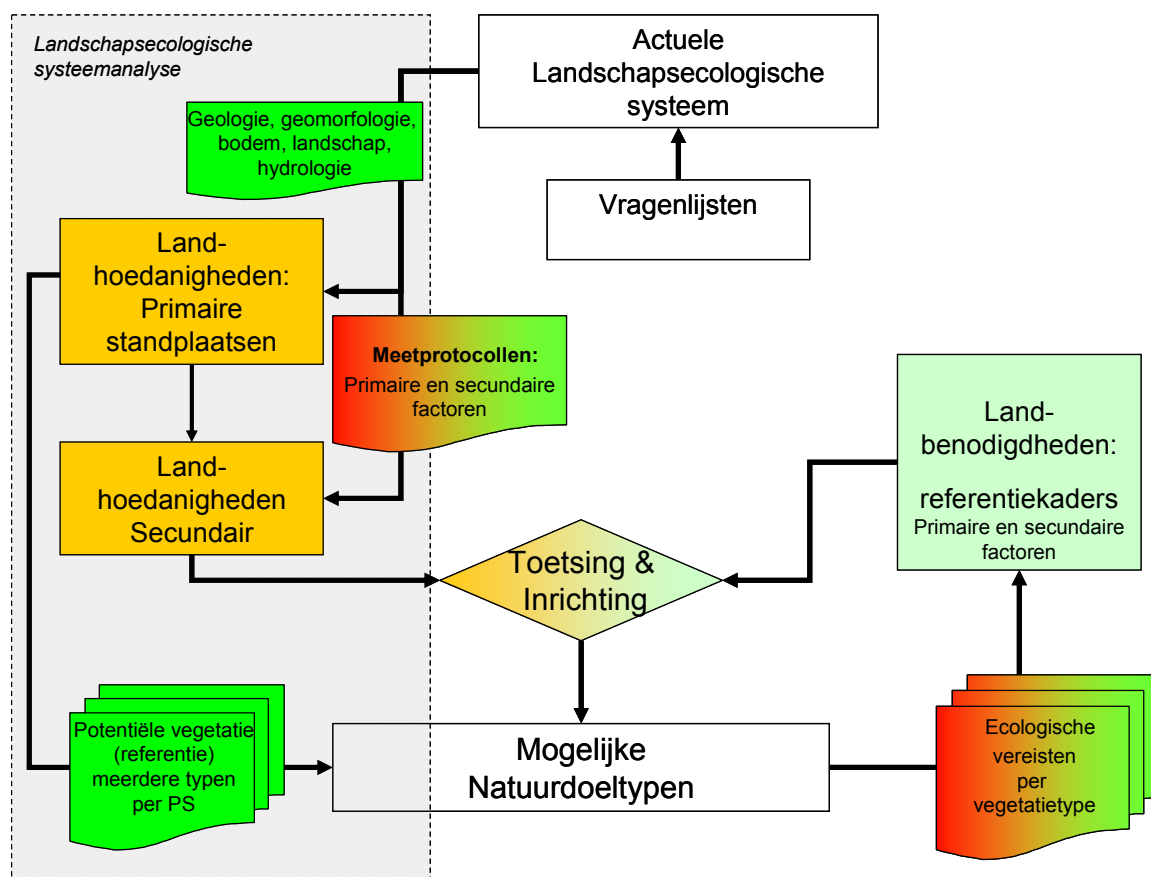 Landschapsecologische
systeemanalyse
Actuele
Landschapsecologische
systeem
Geologie, geomorfologie,
bodem, landschap,
hydrologie
Vragenlijsten
Land-
hoedanigheden:
Primaire
standplaatsen
Meetprotocollen:
Primaire en secundaire
factoren
Land-
benodigdheden:
referentiekaders
Primaire en secundaire
factoren
Land-
hoedanigheden
Secundair
Toetsing &
Inrichting
Potentiële vegetatie
(referentie)
meerdere typen
per PS
Mogelijke
Natuurdoeltypen
Ecologische
vereisten
per
vegetatietype